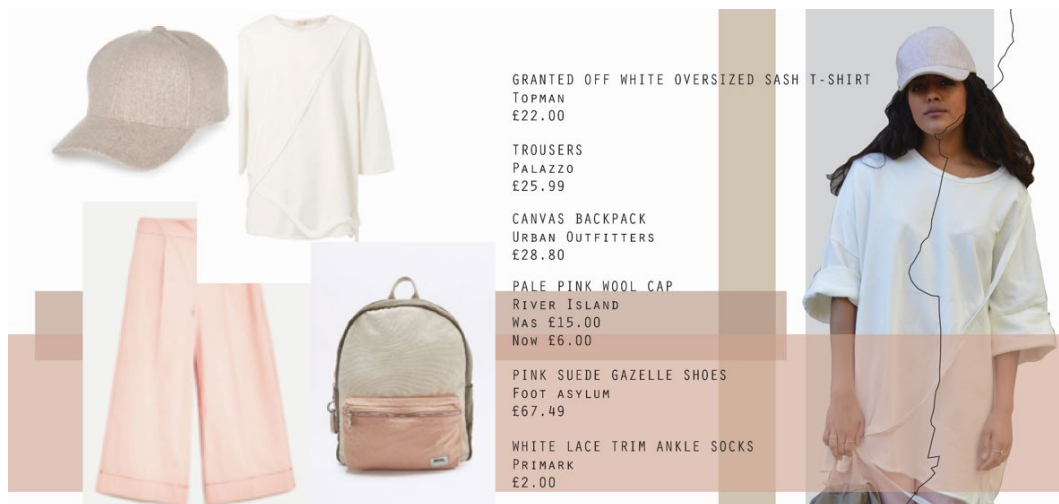 GRANTED OFF WHITE OVERSIZED SASH T-SHIRT
TOPMAN
£22.00
TROUSERS
PALAZZO
£25.99
CANVAS BACKPACK
URBAN OUTFITTERS
£28.80
PALE PINK WOOL CAP
RIVER ISLAND
WAS £15.00
NOW £6.00
PINK SUEDE GAZELLE SHOES
FOOT ASYLUM
£67.49
WHITE LACE TRIM ANKLE SOCKS
PRIMARK
£2.00